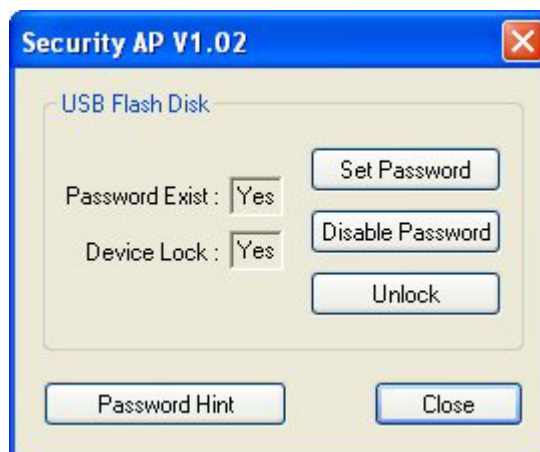 Security AP V1.02
USB Flash Disk
Set Password
Password Exist : Yes
Disable Password
Device Lock : Yes
Unlock
Password Hint
Close